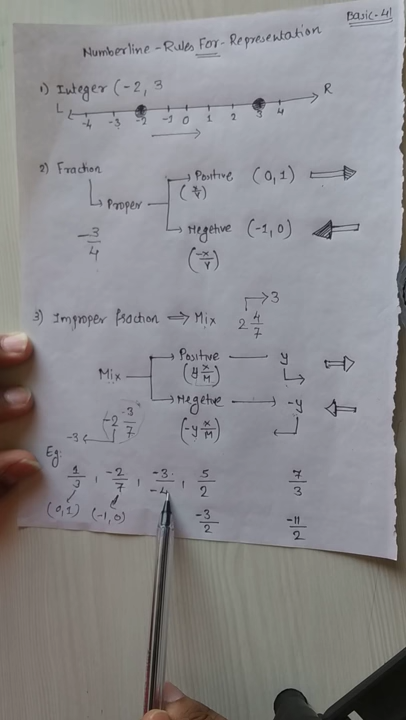 Basic-41
Numberline - Rules For - Representation
1) Integer (-2, 3
L -4 -3 -2 -1 0 1 2 3 4 R
2) Fraction
Proper
Positive (0,1)
(x/y)
Negetive (-1,0)
(-x/y)
-3/4
3) Improper fraction ⇒ Mix 2 4/7 → 3
Mix
Positive — y
(y x/M)
Negetive → -y
(-y x/M)
-3 ← -2 3/7
Eg:
1/3 , -2/7 , -3/-4 , 5/2 7/3
(0,1) (-1,0) -3/2 -11/2